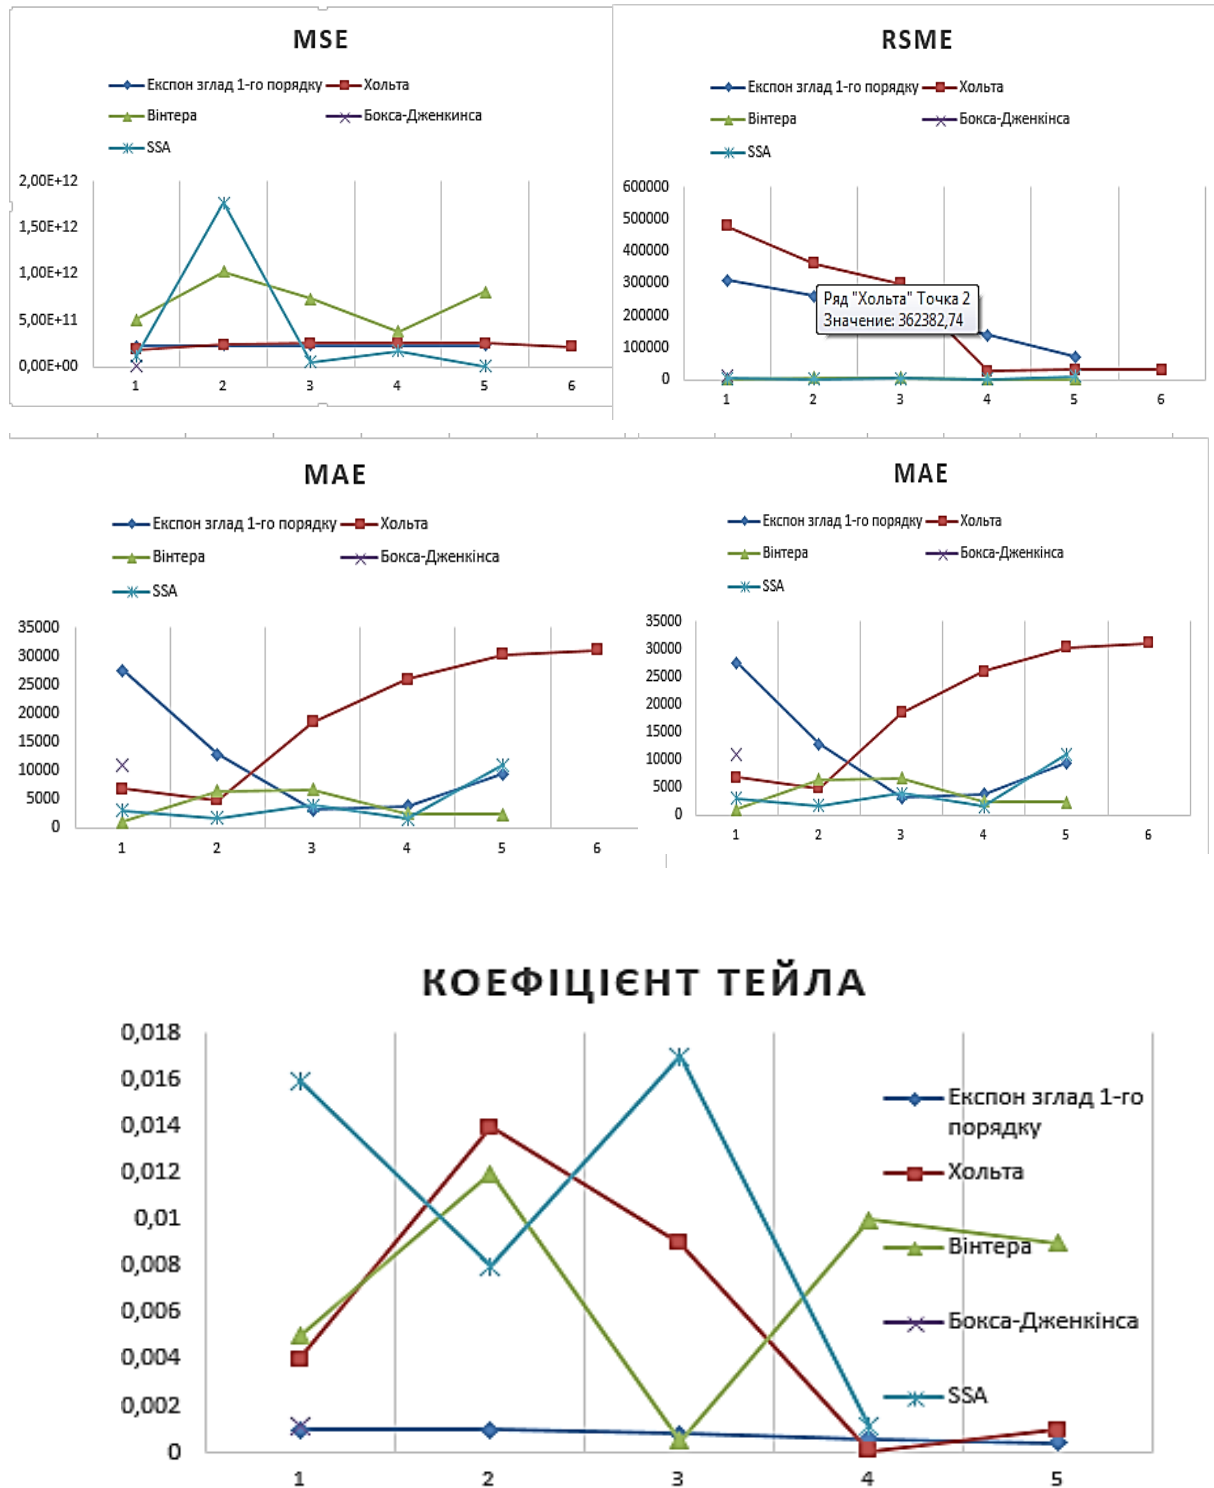 MSE
Експон зглад 1-го порядку
Хольта
Вінтера
Бокса-Дженкинса
SSA
2,00E+12
1,50E+12
1,00E+12
5,00E+11
0,00E+00
1 2 3 4 5 6
RSME
Експон зглад 1-го порядку
Хольта
Вінтера
Бокса-Дженкінса
SSA
600000
500000
400000
300000
200000
100000
0
Ряд "Хольта" Точка 2
Значение: 362382,74
1 2 3 4 5 6
MAE
Експон зглад 1-го порядку
Хольта
Вінтера
Бокса-Дженкінса
SSA
35000
30000
25000
20000
15000
10000
5000
0
1 2 3 4 5 6
MAE
Експон зглад 1-го порядку
Хольта
Вінтера
Бокса-Дженкінса
SSA
35000
30000
25000
20000
15000
10000
5000
0
1 2 3 4 5 6
КОЕФІЦІЄНТ ТЕЙЛА
0,018
0,016
0,014
0,012
0,01
0,008
0,006
0,004
0,002
0
1 2 3 4 5
Експон зглад 1-го
порядку
Хольта
Вінтера
Бокса-Дженкінса
SSA